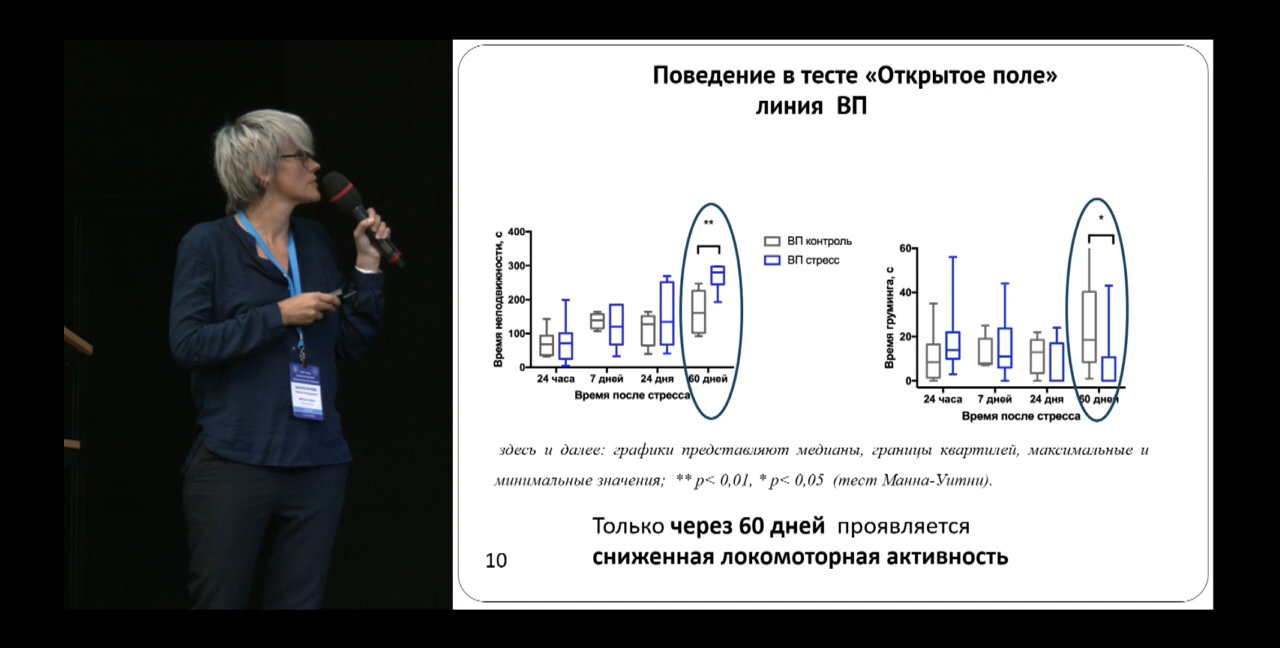 Поведение в тесте «Открытое поле»
линия ВП
**
400
300
200
100
0
Время неподвижности, с
24 часа 7 дней 24 дня 60 дней
Время после стресса
ВП контроль
ВП стресс
*
60
40
20
0
Время груминга, с
24 часа 7 дней 24 дня 60 дней
Время после стресса
здесь и далее: графики представляют медианы, границы квартилей, максимальные и
минимальные значения; ** p< 0,01, * p< 0,05 (тест Манна-Уитни).
Только через 60 дней проявляется
сниженная локомоторная активность
10